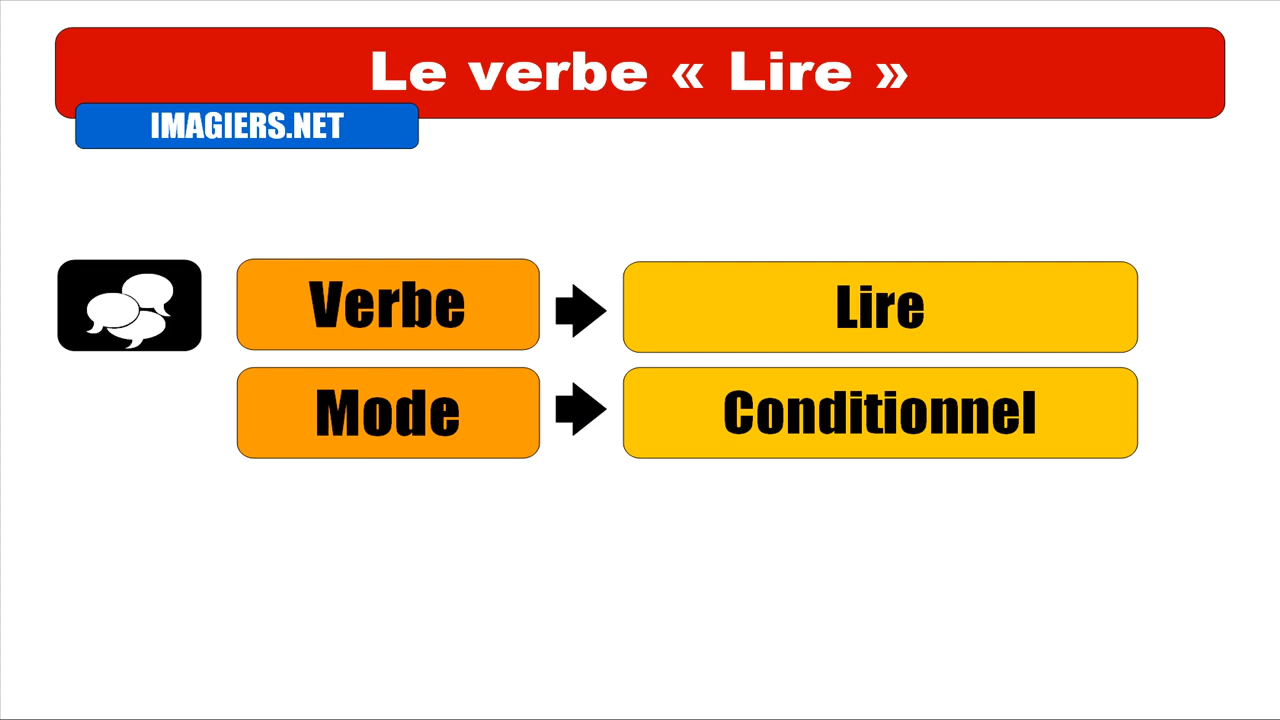 Le verbe « Lire »
IMAGIERS.NET
Verbe
Lire
Mode
Conditionnel